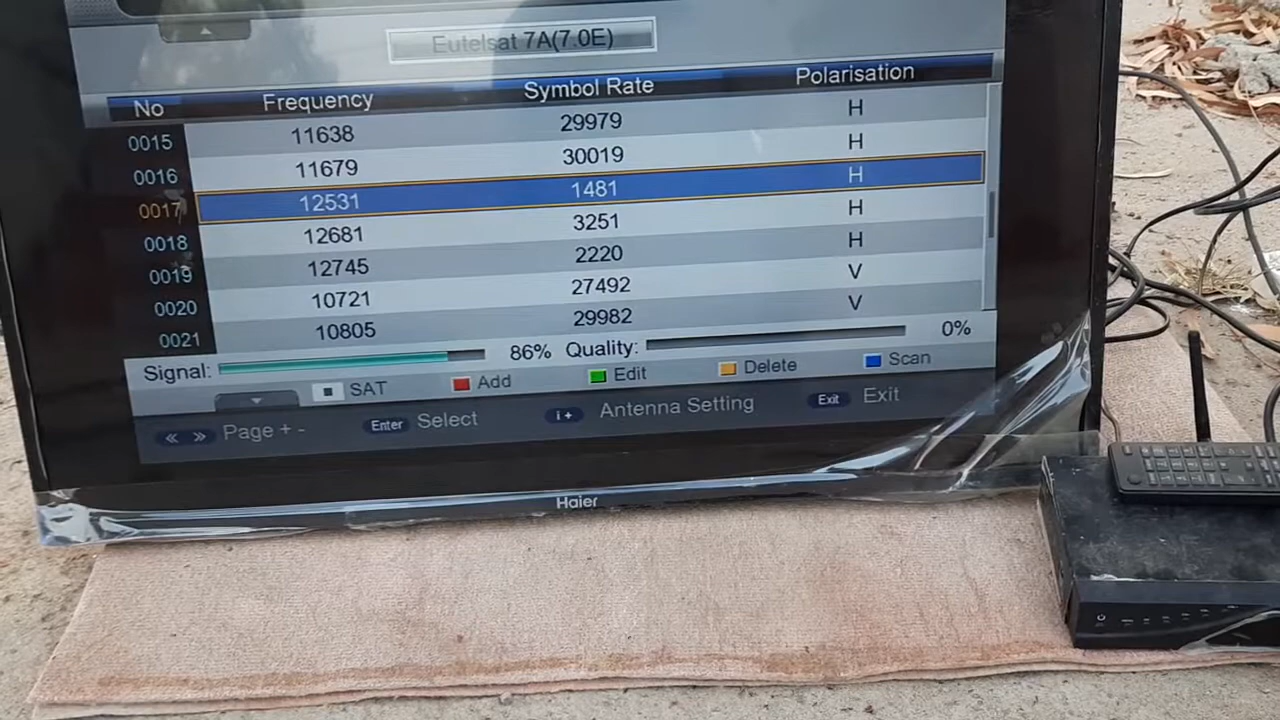 Eutelsat 7A(7.0E)
No Frequency Symbol Rate Polarisation
0015 11638 29979 H
0016 11679 30019 H
0017 12531 1481 H
0018 12681 3251 H
0019 12745 2220 H
0020 10721 27492 V
0021 10805 29982 V
Signal: 86% Quality: 0%
SAT Add Edit Delete Scan
Page + - Enter Select i+ Antenna Setting Exit Exit
Haier